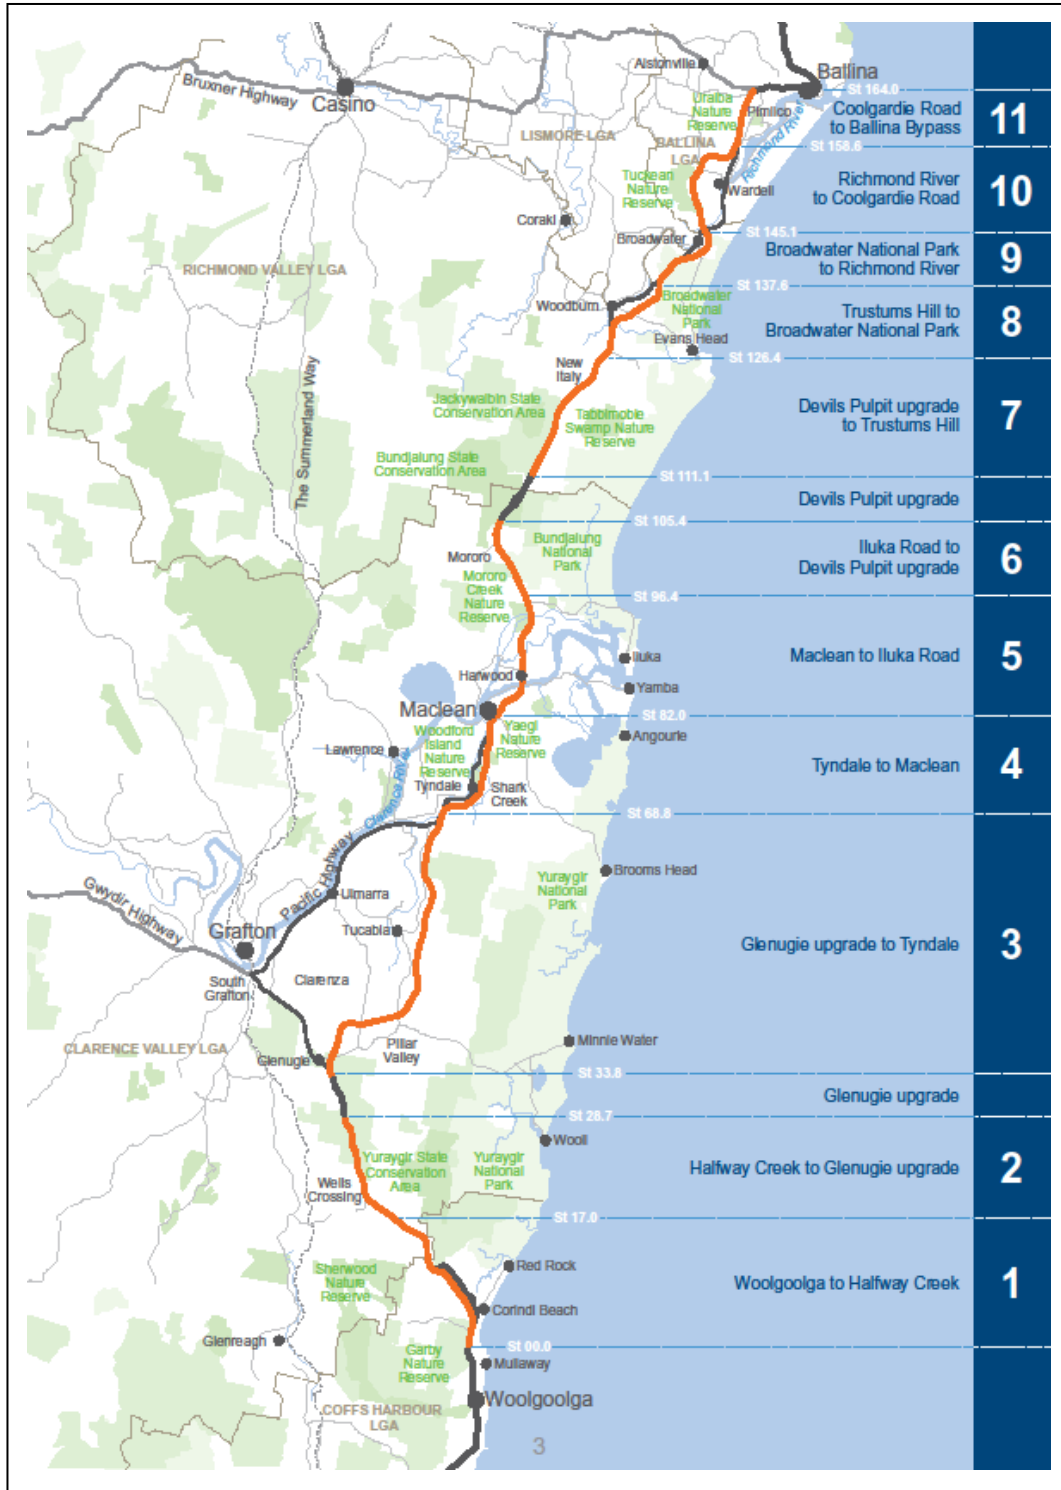 Alstonville
Ballina
Bruxner Highway
Casino
St 164.0
Uralba
Nature
Reserve
Pimlico
Coolgardie Road
to Ballina Bypass
11
LISMORE LGA
BALLINA
LGA
Richmond River
St 158.6
Tuckean
Nature
Reserve
Wardell
Richmond River
to Coolgardie Road
10
Coraki
Broadwater
St 145.1
Broadwater National Park
to Richmond River
9
RICHMOND VALLEY LGA
St 137.6
Woodburn
Broadwater
National
Park
Trustums Hill to
Broadwater National Park
8
Evans Head
St 126.4
New
Italy
The Summerland Way
Jackywalbin State
Conservation Area
Tabbimoble
Swamp Nature
Reserve
Devils Pulpit upgrade
to Trustums Hill
7
Bundjalung State
Conservation Area
St 111.1
Devils Pulpit upgrade
St 105.4
Mororo
Bundjalung
National
Park
Iluka Road to
Devils Pulpit upgrade
6
Mororo
Creek
Nature
Reserve
St 96.4
Iluka
Maclean to Iluka Road
5
Harwood
Yamba
Maclean
St 82.0
Woodford
Island
Nature
Reserve
Yaegl
Nature
Reserve
Angourie
Lawrence
Clarence River
Tyndale
Shark
Creek
Tyndale to Maclean
4
St 68.8
Pacific Highway
Brooms Head
Gwydir Highway
Ulmarra
Yuraygir
National
Park
Grafton
Tucabia
Glenugie upgrade to Tyndale
3
South
Grafton
Clarenza
CLARENCE VALLEY LGA
Glenugie
Pillar
Valley
Minnie Water
St 33.8
Glenugie upgrade
St 28.7
Wooli
Yuraygir State
Conservation
Area
Yuraygir
National
Park
Halfway Creek to Glenugie upgrade
2
Wells
Crossing
St 17.0
Sherwood
Nature
Reserve
Red Rock
Woolgoolga to Halfway Creek
1
Corindi Beach
Glenreagh
St 00.0
Garby
Nature
Reserve
Mullaway
Woolgoolga
COFFS HARBOUR
LGA
3